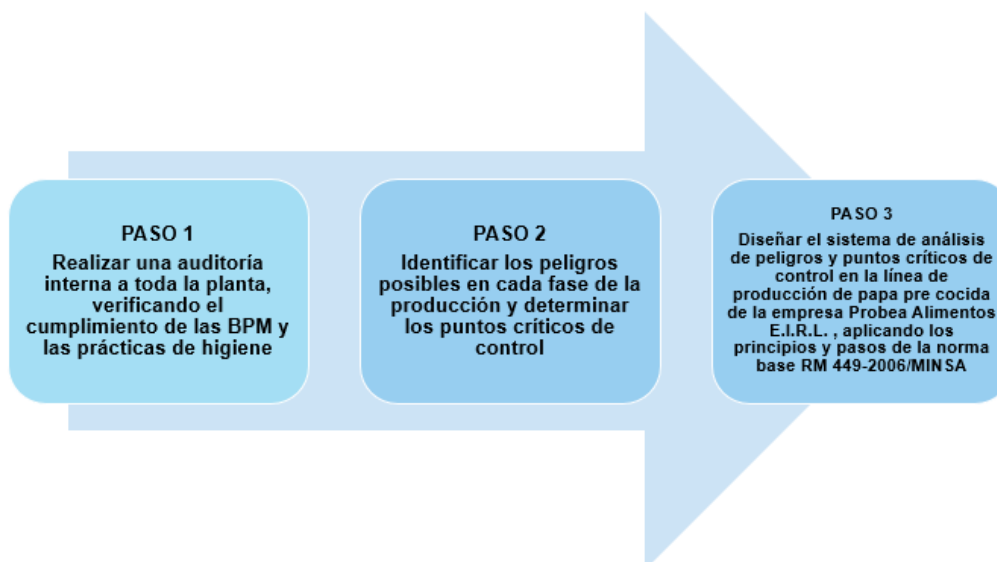 PASO 1
Realizar una auditoría
interna a toda la planta,
verificando el
cumplimiento de las BPM y
las prácticas de higiene
PASO 2
Identificar los peligros
posibles en cada fase de la
producción y determinar
los puntos críticos de
control
PASO 3
Diseñar el sistema de análisis
de peligros y puntos críticos de
control en la línea de
producción de papa pre cocida
de la empresa Probea Alimentos
E.I.R.L. , aplicando los
principios y pasos de la norma
base RM 449-2006/MINSA